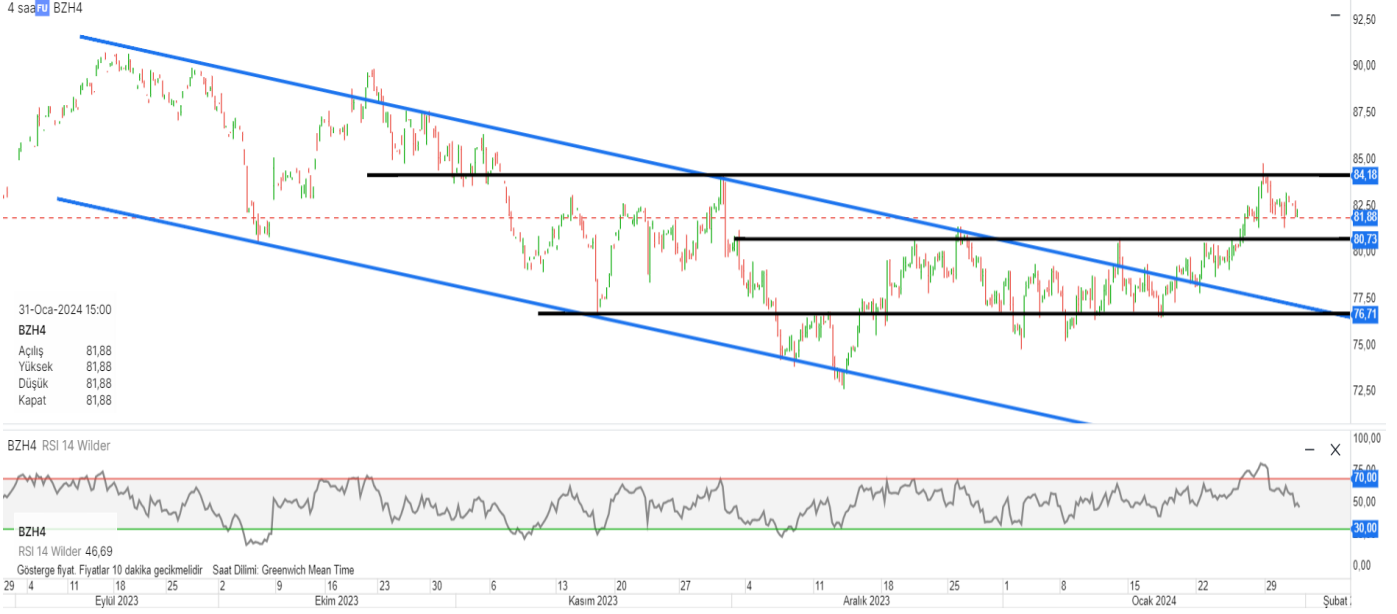 4 saa FU BZH4
92,50
90,00
87,50
85,00
84,18
82,50
81,88
80,73
80,00
77,50
76,71
75,00
72,50
31-Oca-2024 15:00
BZH4
Açılış 81,88
Yüksek 81,88
Düşük 81,88
Kapat 81,88
BZH4 RSI 14 Wilder
100,00
75,00
70,00
50,00
30,00
0,00
BZH4
RSI 14 Wilder 46,69
Gösterge fiyat. Fiyatlar 10 dakika gecikmelidir Saat Dilimi: Greenwich Mean Time
29 4 11 18 25 2 9 16 23 30 6 13 20 27 4 11 18 25 1 8 15 22 29
Eylül 2023 Ekim 2023 Kasım 2023 Aralık 2023 Ocak 2024 Şubat